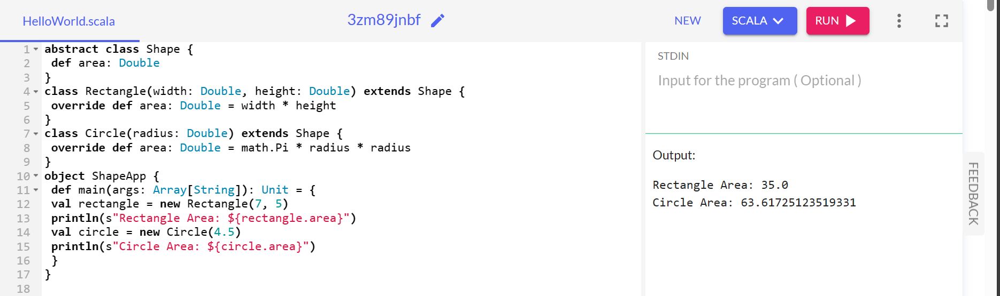 HelloWorld.scala
3zm89jnbf
NEW
SCALA
RUN
1 abstract class Shape {
2  def area: Double
3 }
4 class Rectangle(width: Double, height: Double) extends Shape {
5  override def area: Double = width * height
6 }
7 class Circle(radius: Double) extends Shape {
8  override def area: Double = math.Pi * radius * radius
9 }
10 object ShapeApp {
11  def main(args: Array[String]): Unit = {
12  val rectangle = new Rectangle(7, 5)
13  println(s"Rectangle Area: ${rectangle.area}")
14  val circle = new Circle(4.5)
15  println(s"Circle Area: ${circle.area}")
16  }
17 }
18
STDIN
Input for the program ( Optional )
Output:
Rectangle Area: 35.0
Circle Area: 63.61725123519331
FEEDBACK